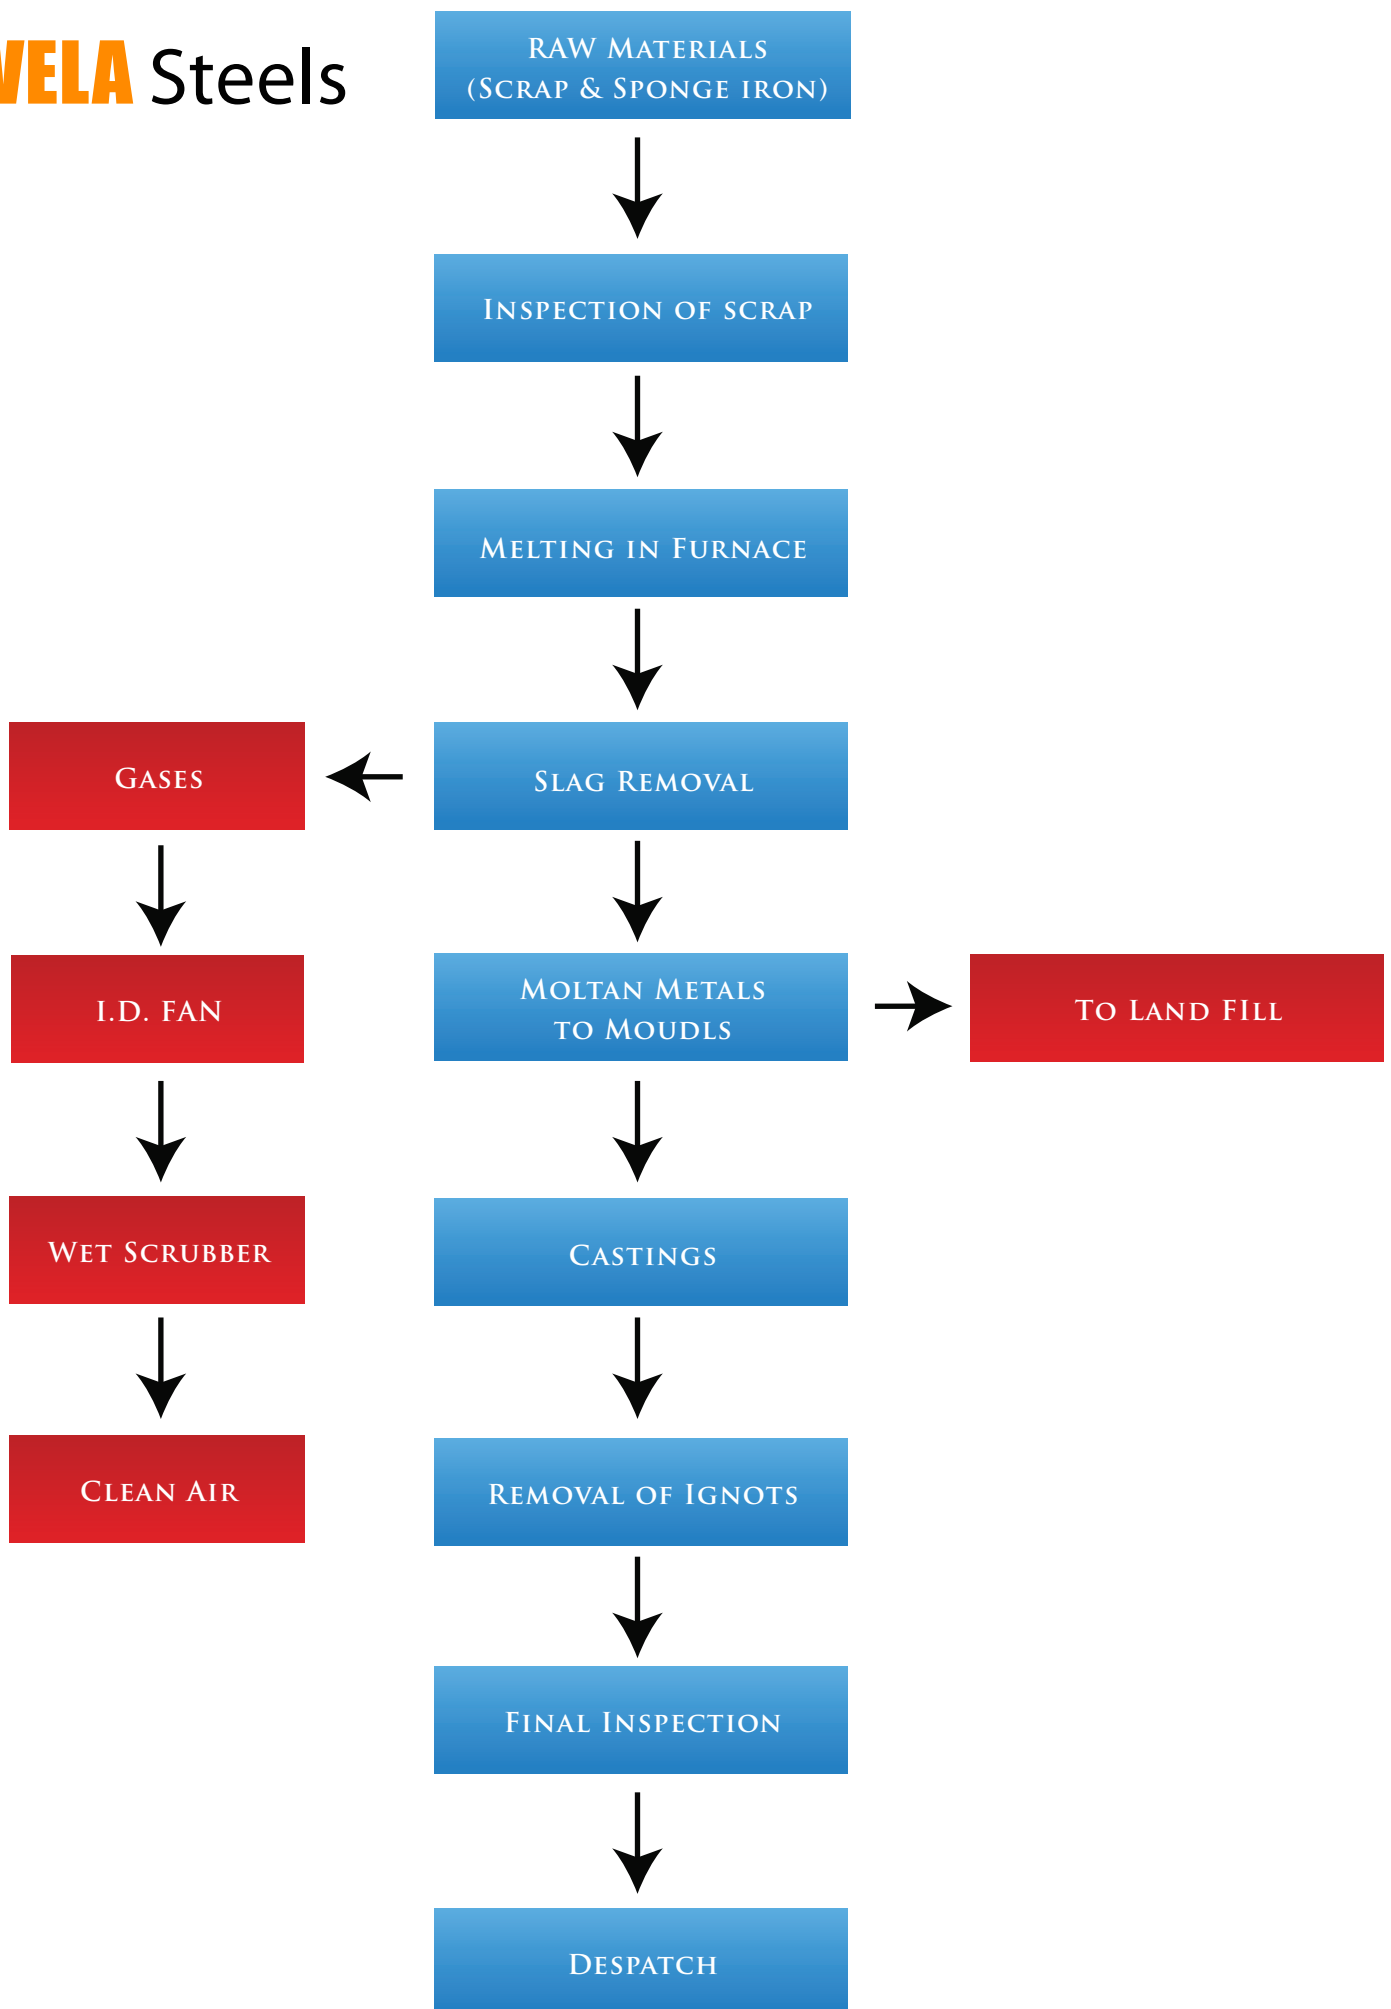 VELA Steels
RAW Materials
(Scrap & Sponge iron)
Inspection of scrap
Melting in Furnace
Gases
Slag Removal
I.D. FAN
Moltan Metals
to Moudls
To Land FIll
Wet Scrubber
Castings
Clean Air
Removal of Ignots
Final Inspection
Despatch